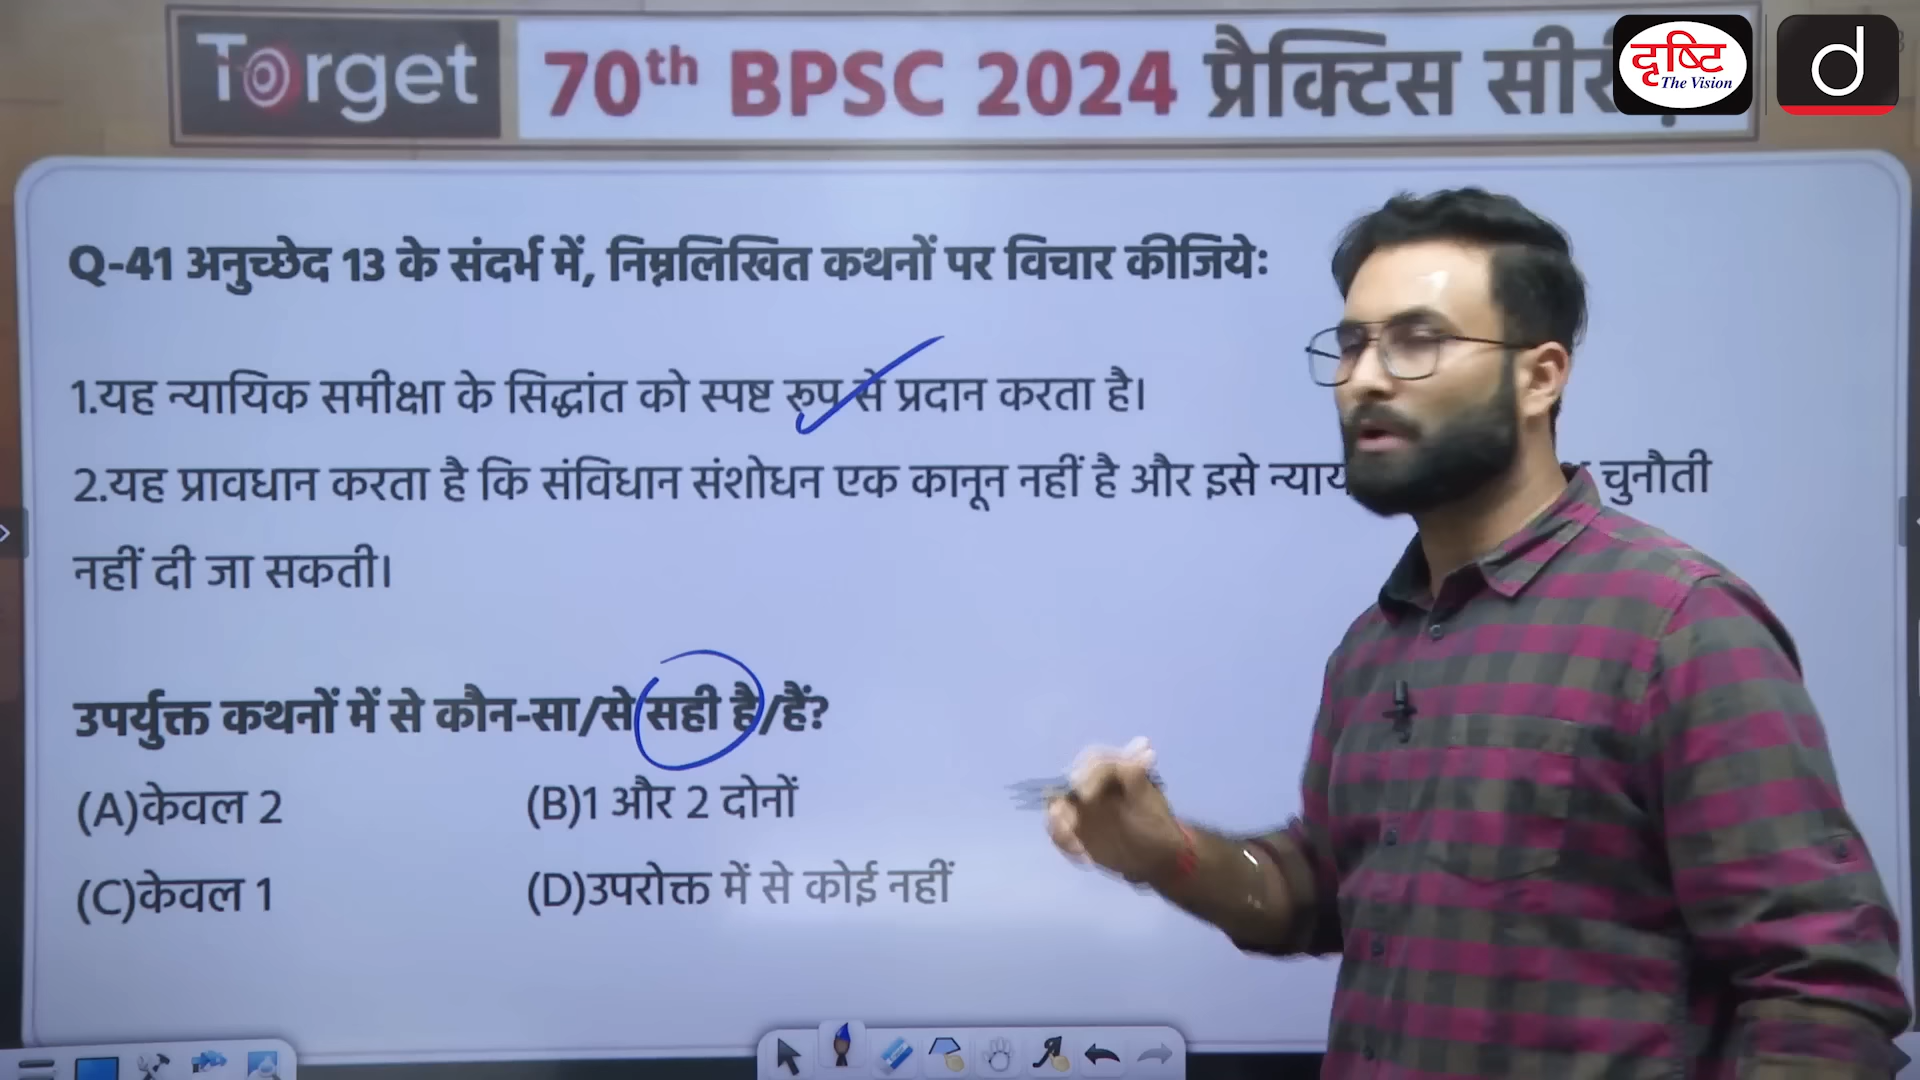 Target
70th BPSC 2024 प्रैक्टिस
दृष्टि
The Vision
d
Q-41 अनुच्छेद 13 के संदर्भ में, निम्नलिखित कथनों पर विचार कीजिये:
1.यह न्यायिक समीक्षा के सिद्धांत को स्पष्ट रूप से प्रदान करता है।
2.यह प्रावधान करता है कि संविधान संशोधन एक कानून नहीं है और इसे चुनौती
नहीं दी जा सकती।
उपर्युक्त कथनों में से कौन-सा/से सही है/हैं?
(A)केवल 2 (B)1 और 2 दोनों
(C)केवल 1 (D)उपरोक्त में से कोई नहीं